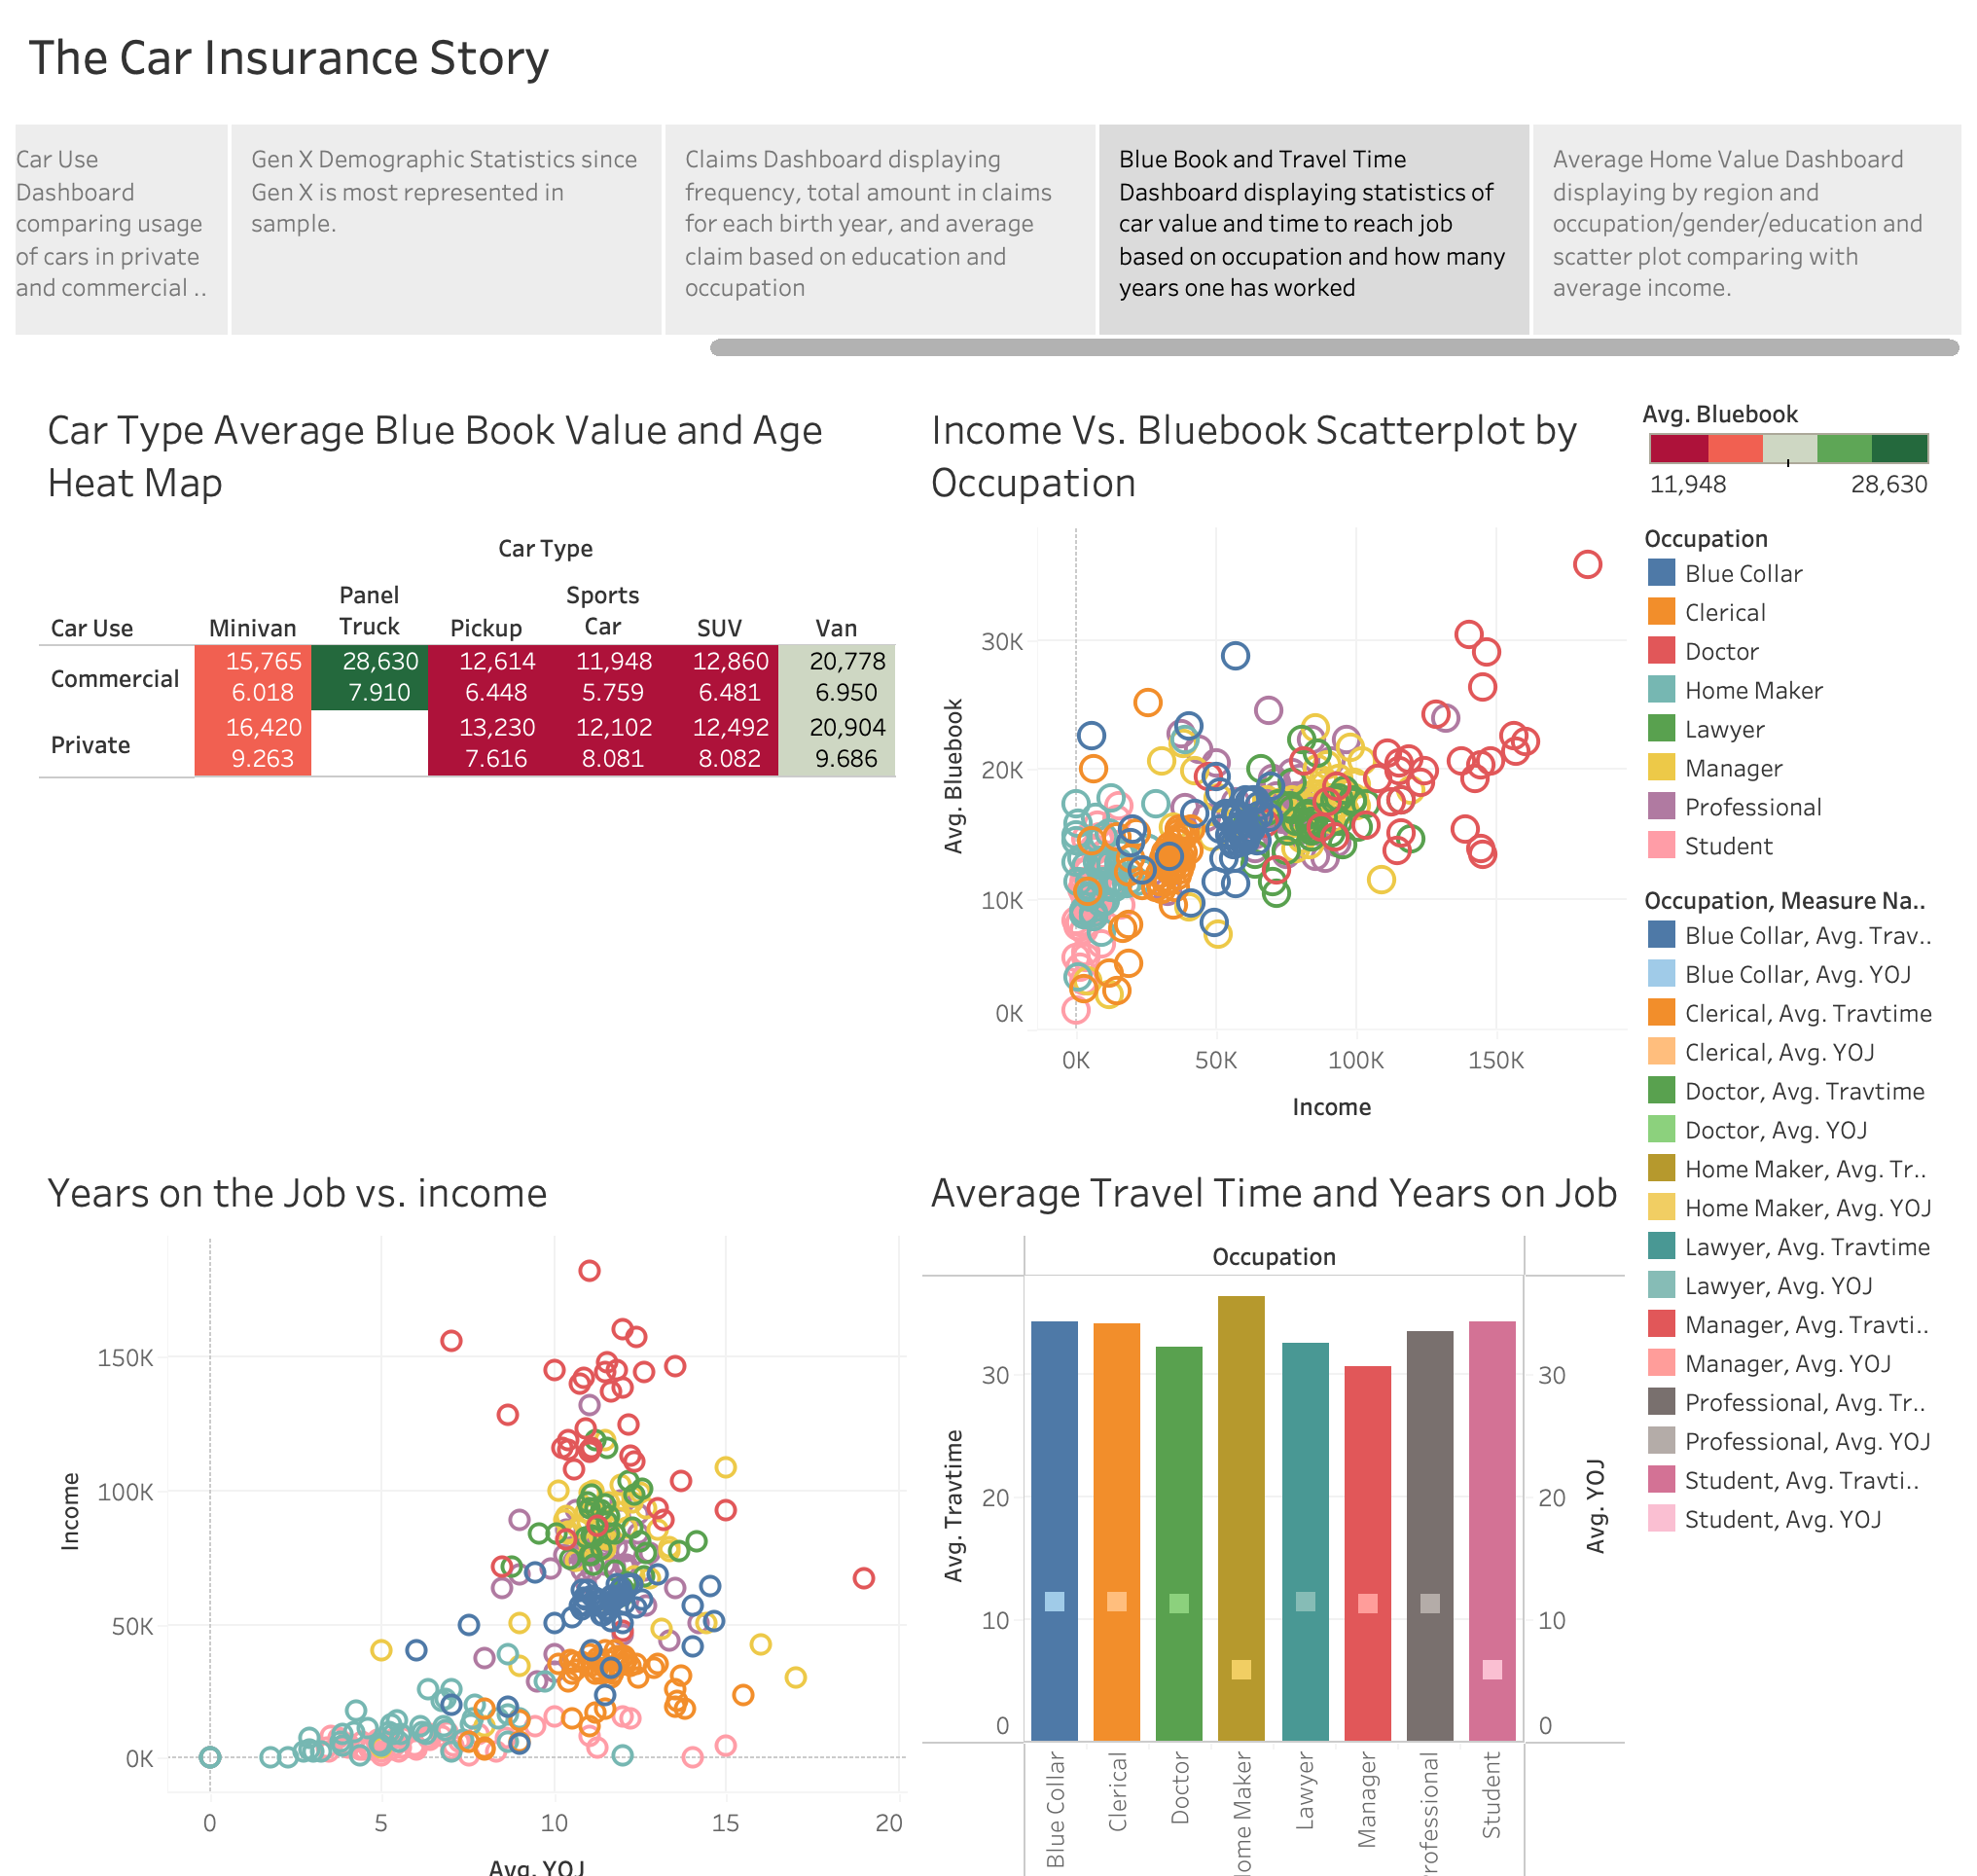 The Car Insurance Story
Car Use
Dashboard
comparing usage
of cars in private
and commercial ..
Gen X Demographic Statistics since
Gen X is most represented in
sample.
Claims Dashboard displaying
frequency, total amount in claims
for each birth year, and average
claim based on education and
occupation
Blue Book and Travel Time
Dashboard displaying statistics of
car value and time to reach job
based on occupation and how many
years one has worked
Average Home Value Dashboard
displaying by region and
occupation/gender/education and
scatter plot comparing with
average income.
Car Type Average Blue Book Value and Age
Heat Map
Car Type
Car Use
Minivan
Panel
Truck
Pickup
Sports
Car
SUV
Van
Commercial
15,765 28,630 12,614 11,948 12,860 20,778
6.018 7.910 6.448 5.759 6.481 6.950
Private
16,420 13,230 12,102 12,492 20,904
9.263 7.616 8.081 8.082 9.686
Income Vs. Bluebook Scatterplot by
Occupation
Avg. Bluebook
30K
20K
10K
0K
0K 50K 100K 150K
Income
Avg. Bluebook
11,948 28,630
Occupation
Blue Collar
Clerical
Doctor
Home Maker
Lawyer
Manager
Professional
Student
Occupation, Measure Na..
Blue Collar, Avg. Trav..
Blue Collar, Avg. YOJ
Clerical, Avg. Travtime
Clerical, Avg. YOJ
Doctor, Avg. Travtime
Doctor, Avg. YOJ
Home Maker, Avg. Tr..
Home Maker, Avg. YOJ
Lawyer, Avg. Travtime
Lawyer, Avg. YOJ
Manager, Avg. Travti..
Manager, Avg. YOJ
Professional, Avg. Tr..
Professional, Avg. YOJ
Student, Avg. Travti..
Student, Avg. YOJ
Years on the Job vs. income
Income
150K
100K
50K
0K
0 5 10 15 20
Avg. YOJ
Average Travel Time and Years on Job
Occupation
Avg. Travtime
30
20
10
0
30
20
10
0
Avg. YOJ
Blue Collar
Clerical
Doctor
ome Maker
Lawyer
Manager
rofessional
Student